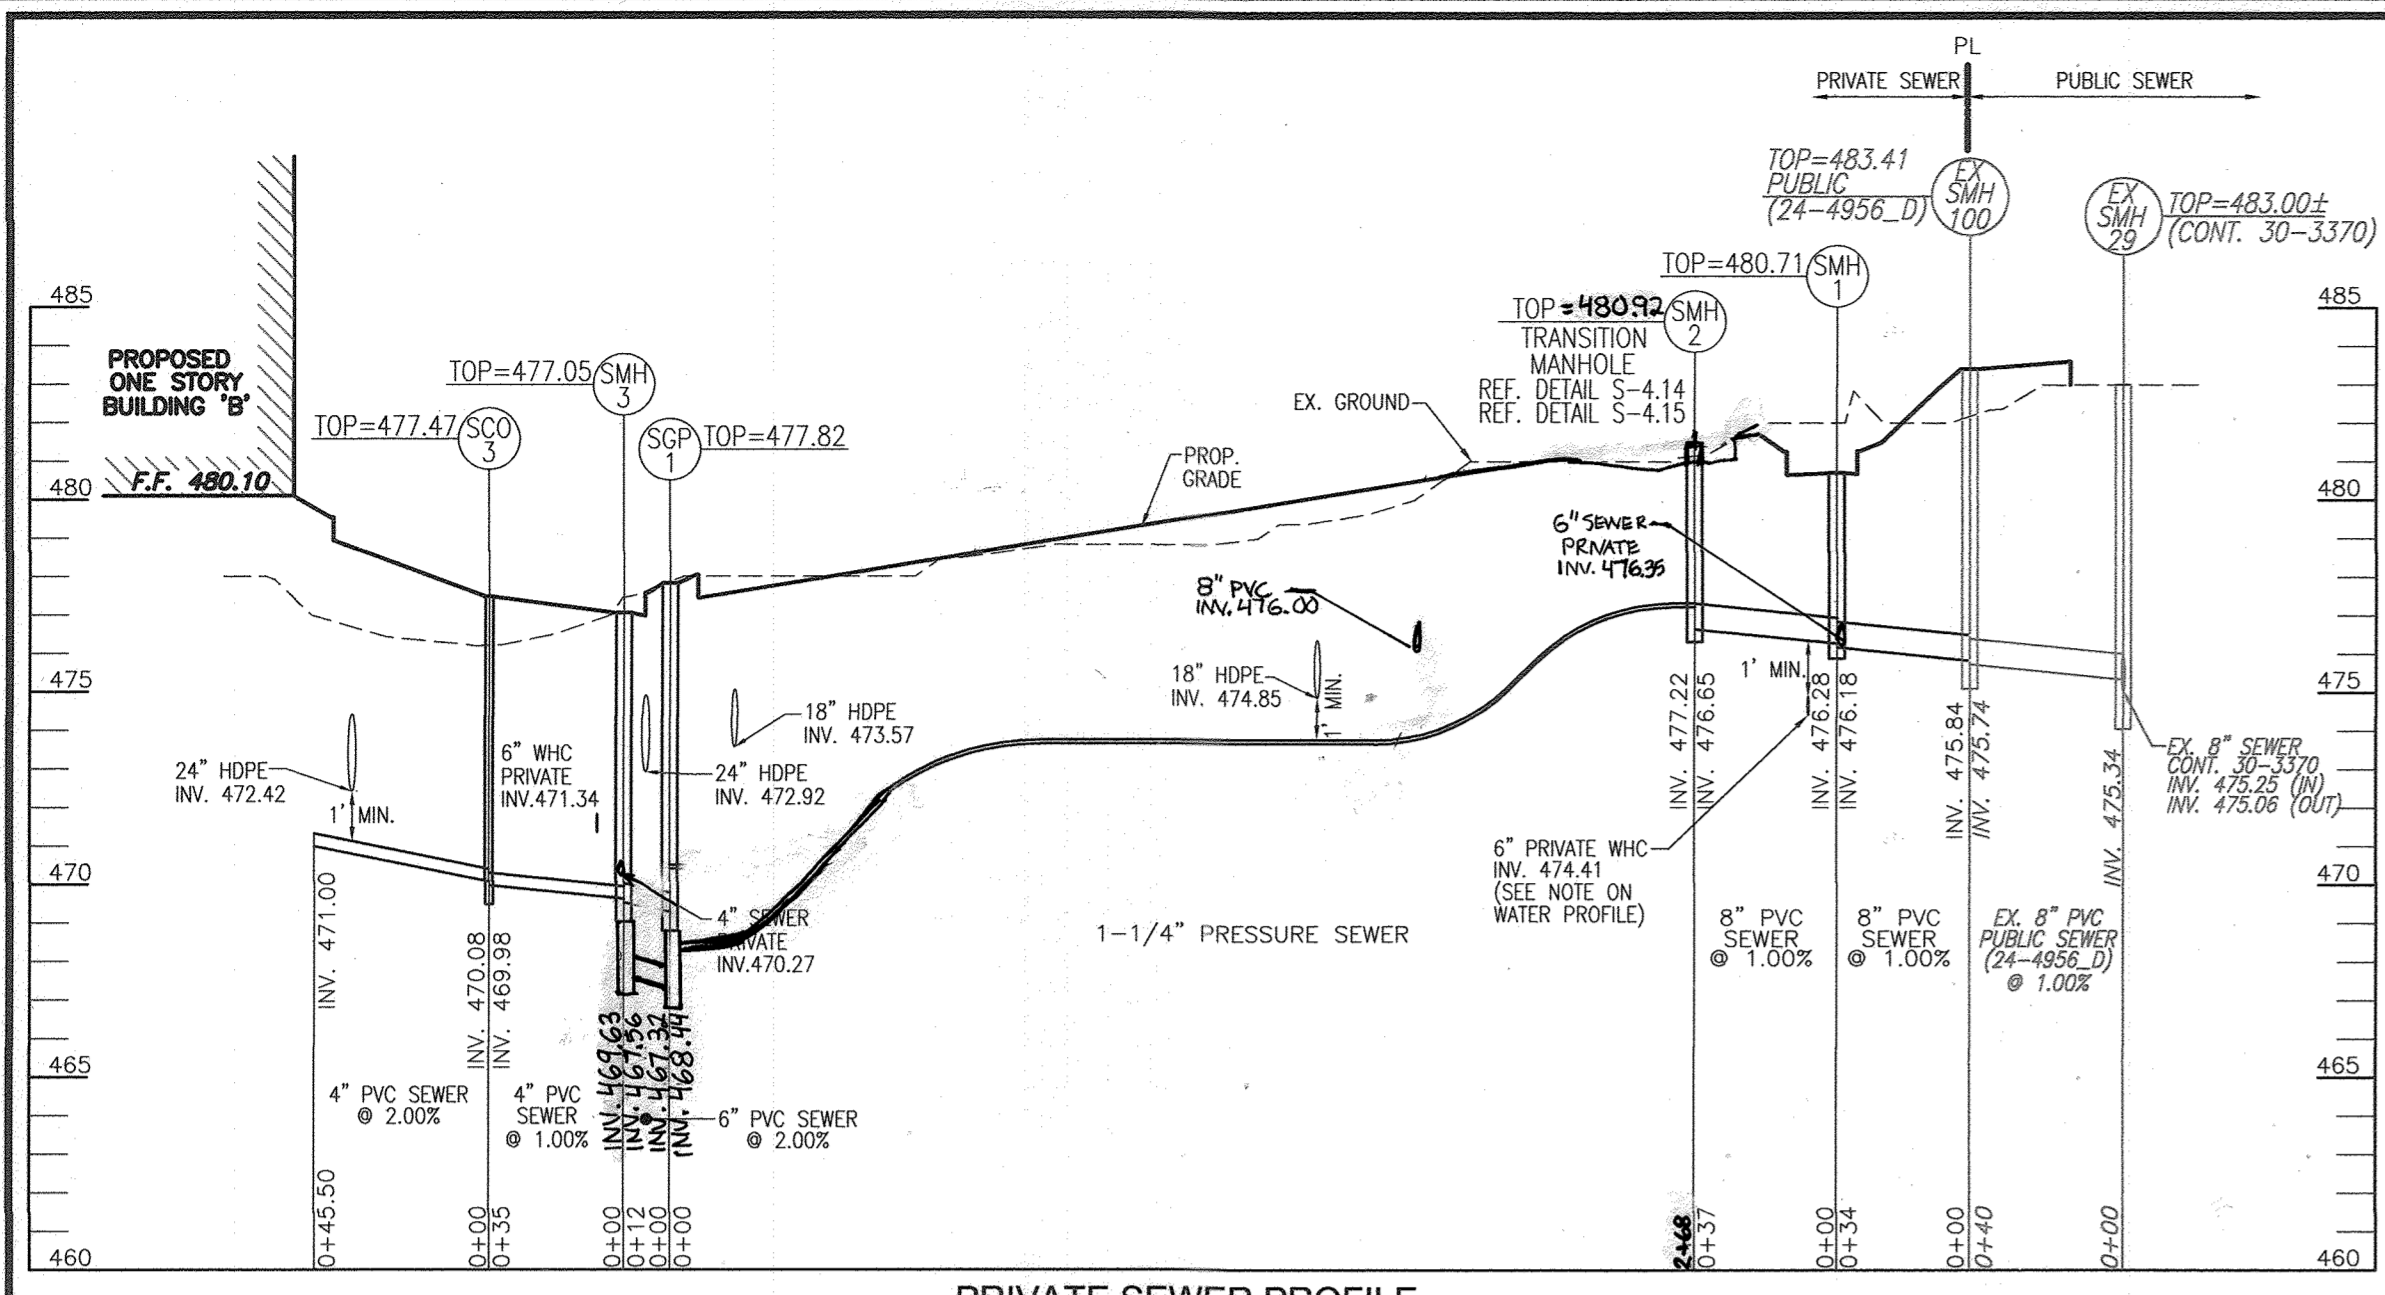 PL
PRIVATE SEWER
PUBLIC SEWER
TOP=483.41
PUBLIC
(24-4956_D)
EX
SMH
100
EX
SMH
29
TOP=483.00±
(CONT. 30-3370)
TOP=480.71
SMH
1
TOP=480.92
SMH
2
TRANSITION
MANHOLE
REF. DETAIL S-4.14
REF. DETAIL S-4.15
485
485
PROPOSED
ONE STORY
BUILDING 'B'
TOP=477.05
SMH
3
TOP=477.47
SCO
3
SGP
1
TOP=477.82
EX. GROUND
PROP.
GRADE
F.F. 480.10
480
480
6" SEWER
PRIVATE
INV. 476.35
8" PVC
INV. 476.00
475
475
18" HDPE
INV. 474.85
1' MIN.
1' MIN.
18" HDPE
INV. 473.57
24" HDPE
INV. 472.42
1' MIN.
6" WHC
PRIVATE
INV.471.34
24" HDPE
INV. 472.92
INV. 477.22
INV. 476.65
INV. 476.28
INV. 476.18
INV. 475.84
INV. 475.74
INV. 475.34
EX. 8" SEWER
CONT. 30-3370
INV. 475.25 (IN)
INV. 475.06 (OUT)
6" PRIVATE WHC
INV. 474.41
(SEE NOTE ON
WATER PROFILE)
470
470
4" SEWER
PRIVATE
INV.470.27
1-1/4" PRESSURE SEWER
8" PVC
SEWER
@ 1.00%
8" PVC
SEWER
@ 1.00%
EX. 8" PVC
PUBLIC SEWER
(24-4956_D)
@ 1.00%
INV. 471.00
INV. 470.08
INV. 469.98
INV. 469.63
INV. 467.56
INV. 467.32
INV. 468.44
465
465
4" PVC SEWER
@ 2.00%
4" PVC
SEWER
@ 1.00%
6" PVC SEWER
@ 2.00%
0+45.50
0+00
0+35
0+00
0+12
0+00
0+00
2+68
0+37
0+00
0+34
0+00
0+40
0+00
460
460
PRIVATE SEWER PROFILE